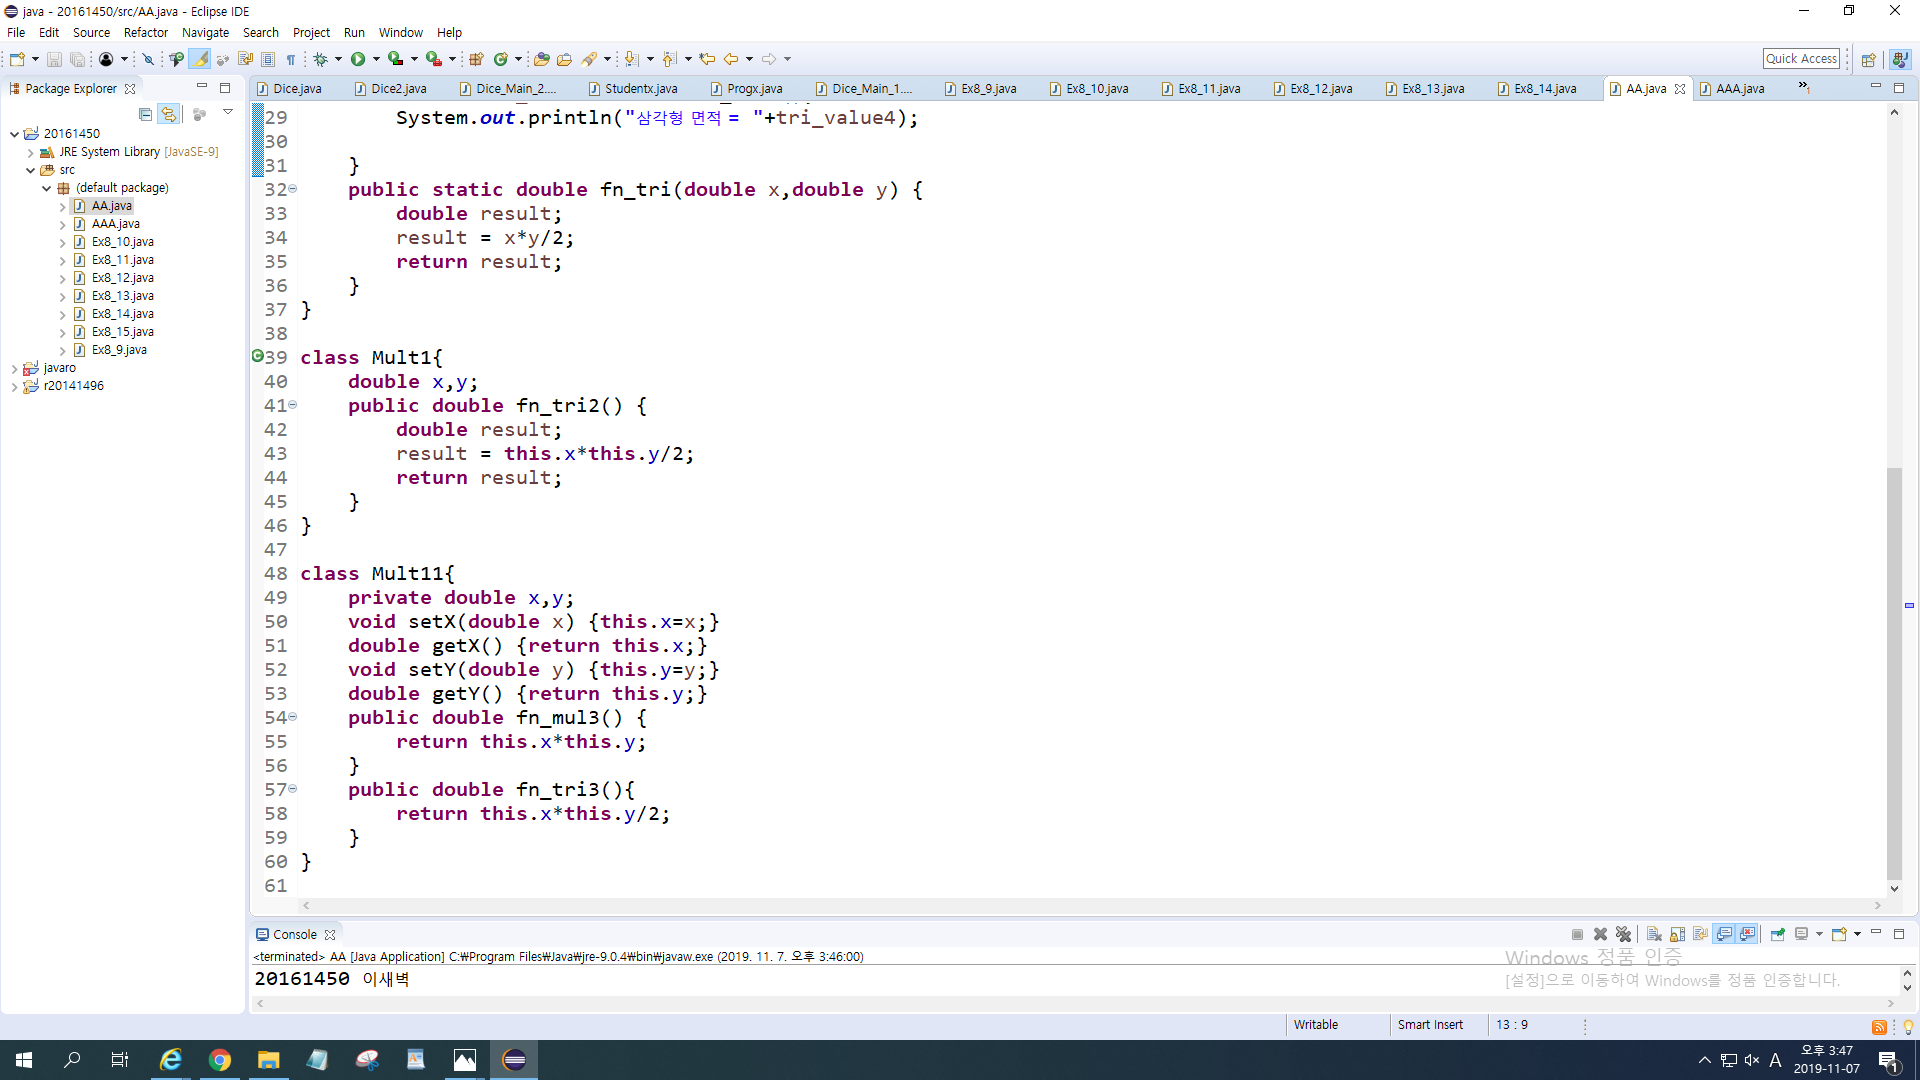 java - 20161450/src/AA.java - Eclipse IDE
File Edit Source Refactor Navigate Search Project Run Window Help
Quick Access
Package Explorer
Dice.java Dice2.java Dice_Main_2.... Studentx.java Progx.java Dice_Main_1.... Ex8_9.java Ex8_10.java Ex8_11.java Ex8_12.java Ex8_13.java Ex8_14.java AA.java AAA.java »1
20161450
JRE System Library [JavaSE-9]
src
(default package)
AA.java
AAA.java
Ex8_10.java
Ex8_11.java
Ex8_12.java
Ex8_13.java
Ex8_14.java
Ex8_15.java
Ex8_9.java
javaro
r20141496
29 System.out.println("삼각형 면적 = "+tri_value4);
30
31 }
32 public static double fn_tri(double x,double y) {
33 double result;
34 result = x*y/2;
35 return result;
36 }
37 }
38
39 class Mult1{
40 double x,y;
41 public double fn_tri2() {
42 double result;
43 result = this.x*this.y/2;
44 return result;
45 }
46 }
47
48 class Mult11{
49 private double x,y;
50 void setX(double x) {this.x=x;}
51 double getX() {return this.x;}
52 void setY(double y) {this.y=y;}
53 double getY() {return this.y;}
54 public double fn_mul3() {
55 return this.x*this.y;
56 }
57 public double fn_tri3(){
58 return this.x*this.y/2;
59 }
60 }
61
Console
<terminated> AA [Java Application] C:₩Program Files₩Java₩jre-9.0.4₩bin₩javaw.exe (2019. 11. 7. 오후 3:46:00)
20161450 이새벽
Windows 정품 인증
[설정]으로 이동하여 Windows를 정품 인증합니다.
Writable Smart Insert 13 : 9
A
오후 3:47
2019-11-07
1